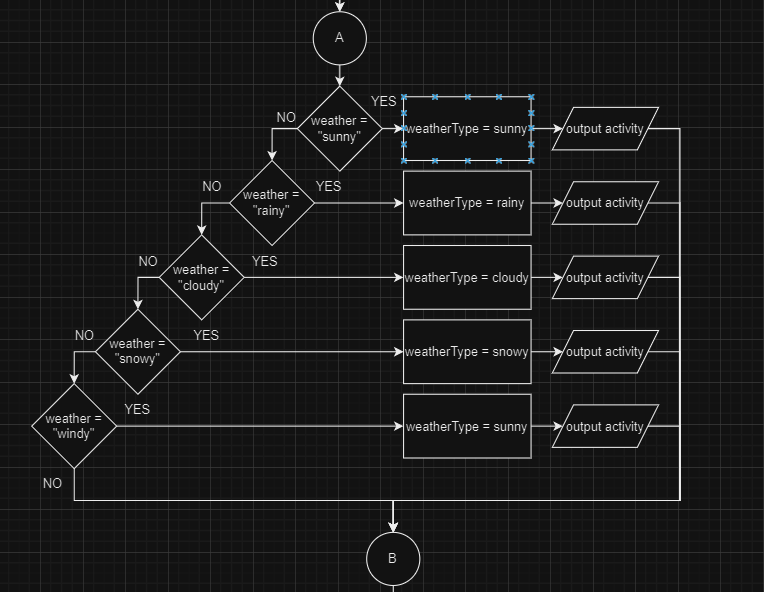 A
YES
NO
weather =
"sunny"
weatherType = sunny
output activity
NO
YES
weather =
"rainy"
weatherType = rainy
output activity
NO
YES
weather =
"cloudy"
weatherType = cloudy
output activity
NO
YES
weather =
"snowy"
weatherType = snowy
output activity
YES
weather =
"windy"
weatherType = sunny
output activity
NO
B